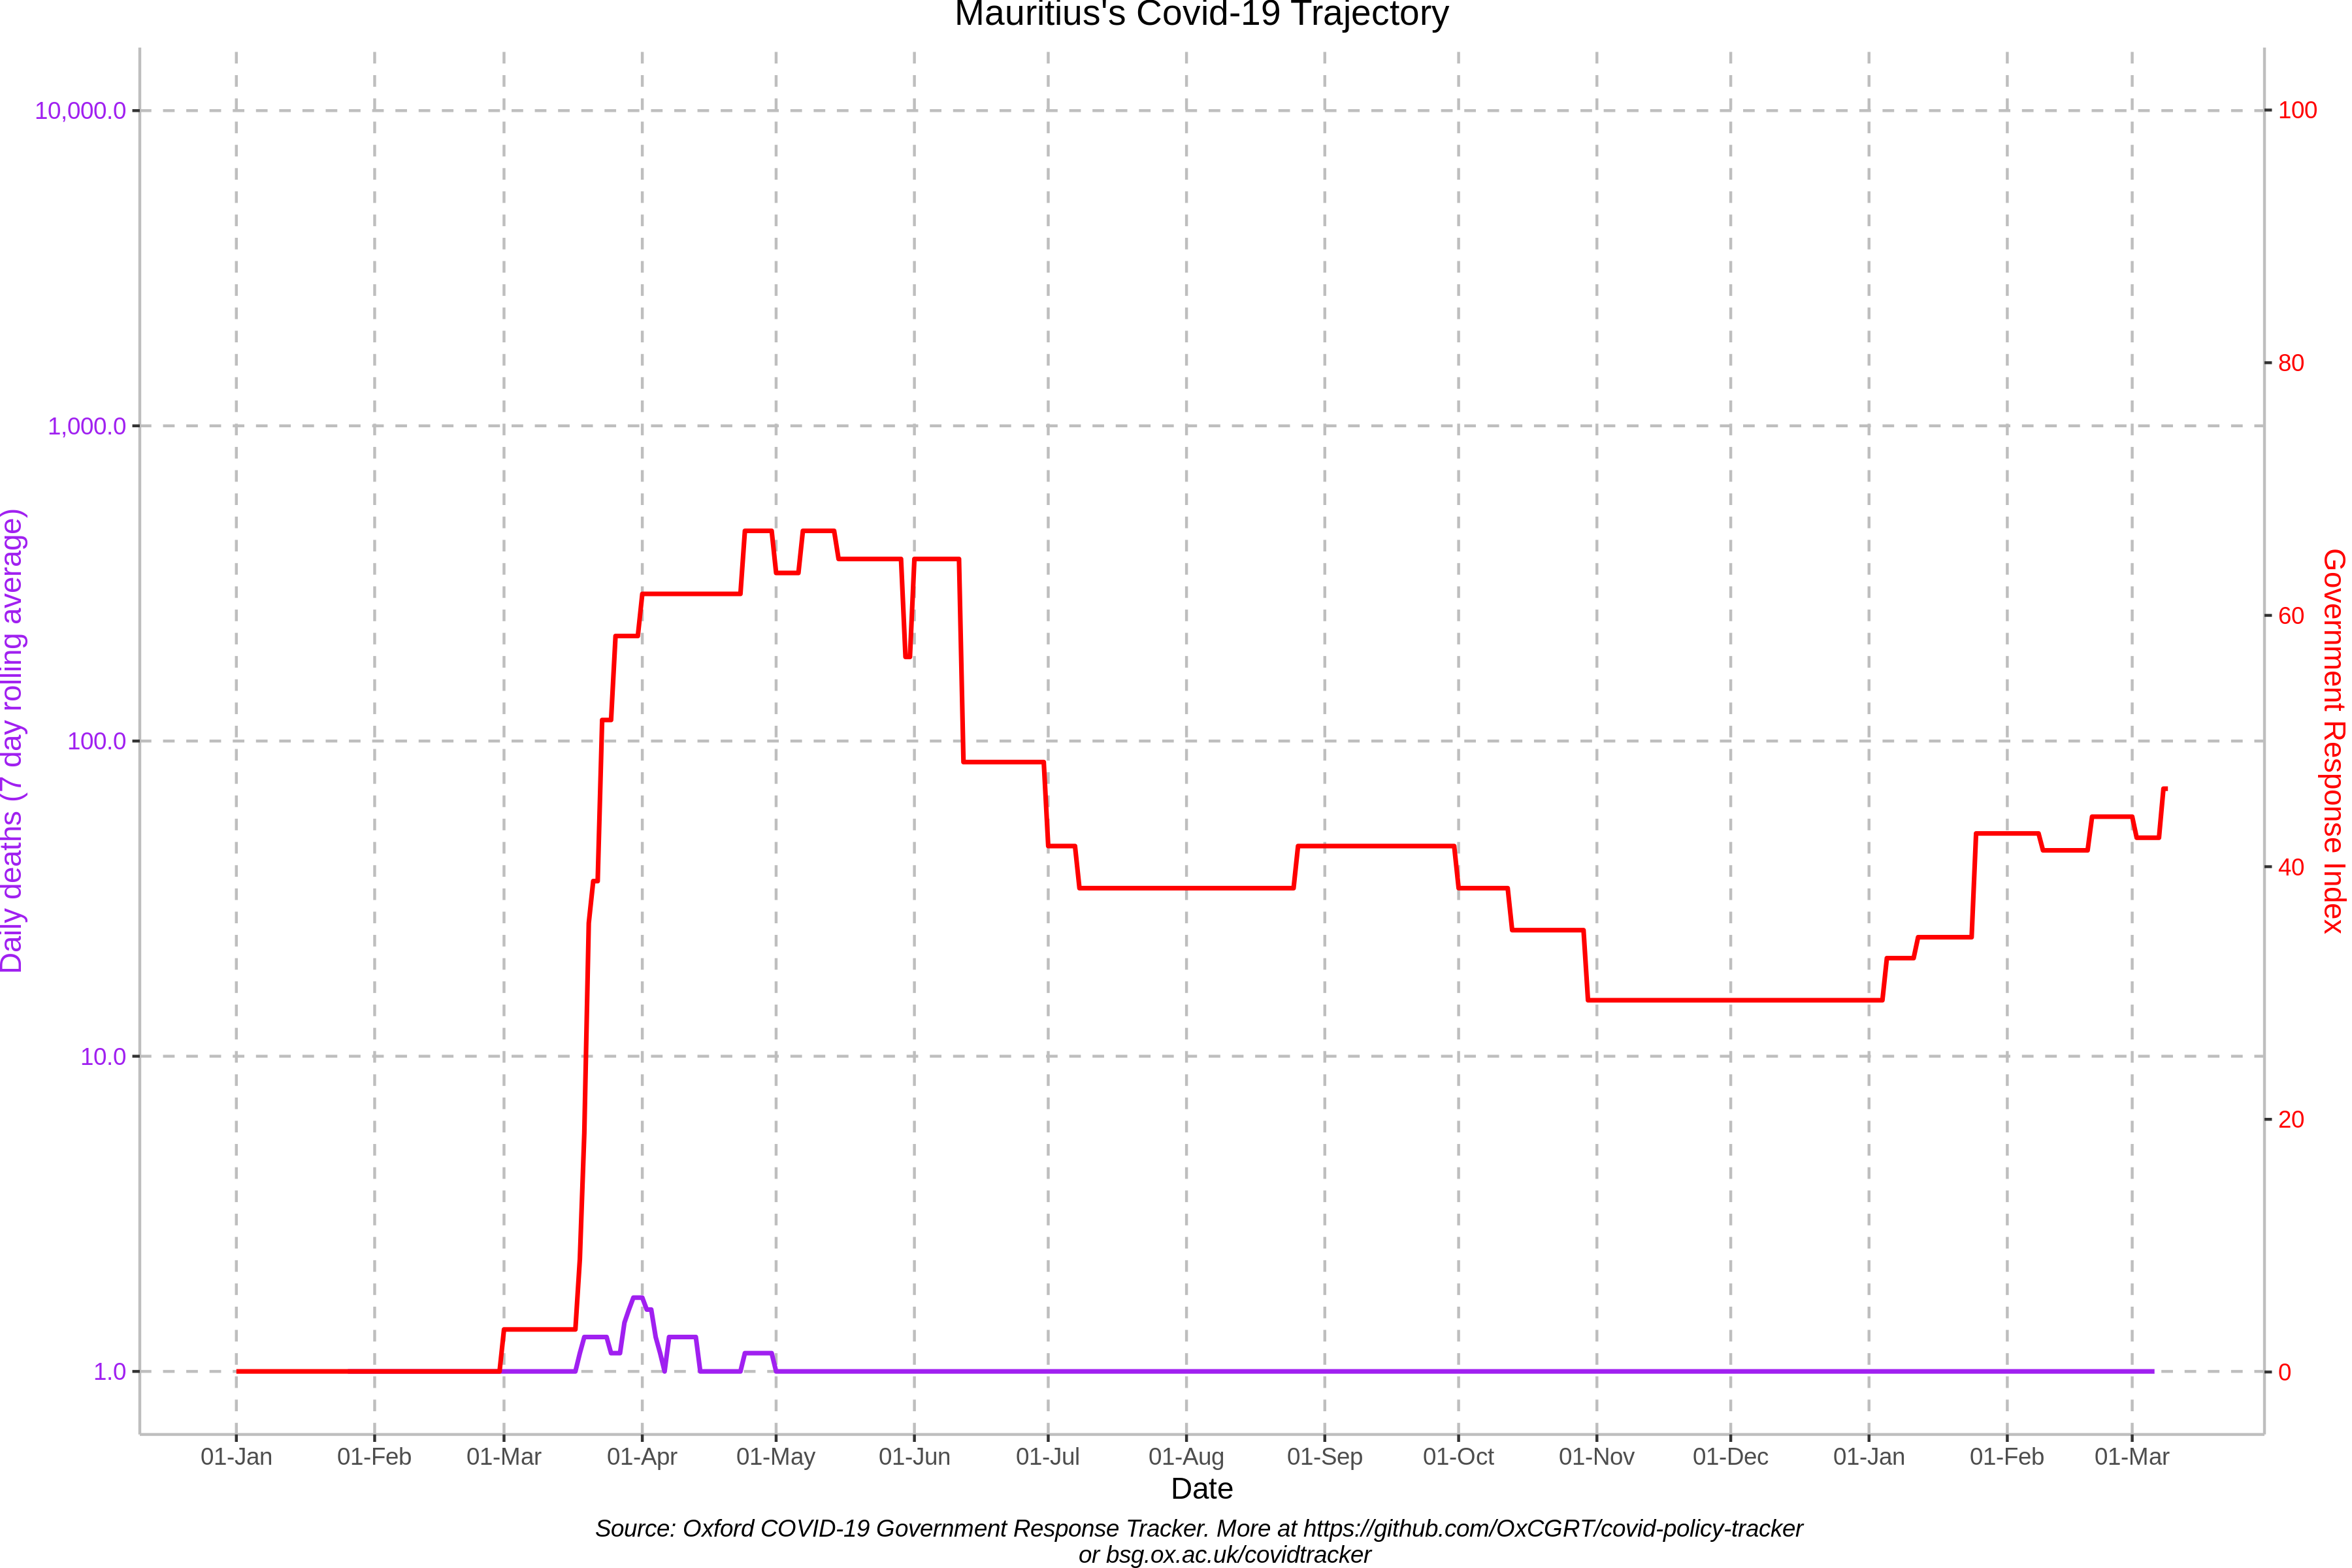 Mauritius's Covid-19 Trajectory
10,000.0
1,000.0
100.0
10.0
1.0
Daily deaths (7 day rolling average)
100
80
60
40
20
0
Government Response Index
01-Jan 01-Feb 01-Mar 01-Apr 01-May 01-Jun 01-Jul 01-Aug 01-Sep 01-Oct 01-Nov 01-Dec 01-Jan 01-Feb 01-Mar
Date
Source: Oxford COVID-19 Government Response Tracker. More at https://github.com/OxCGRT/covid-policy-tracker
or bsg.ox.ac.uk/covidtracker